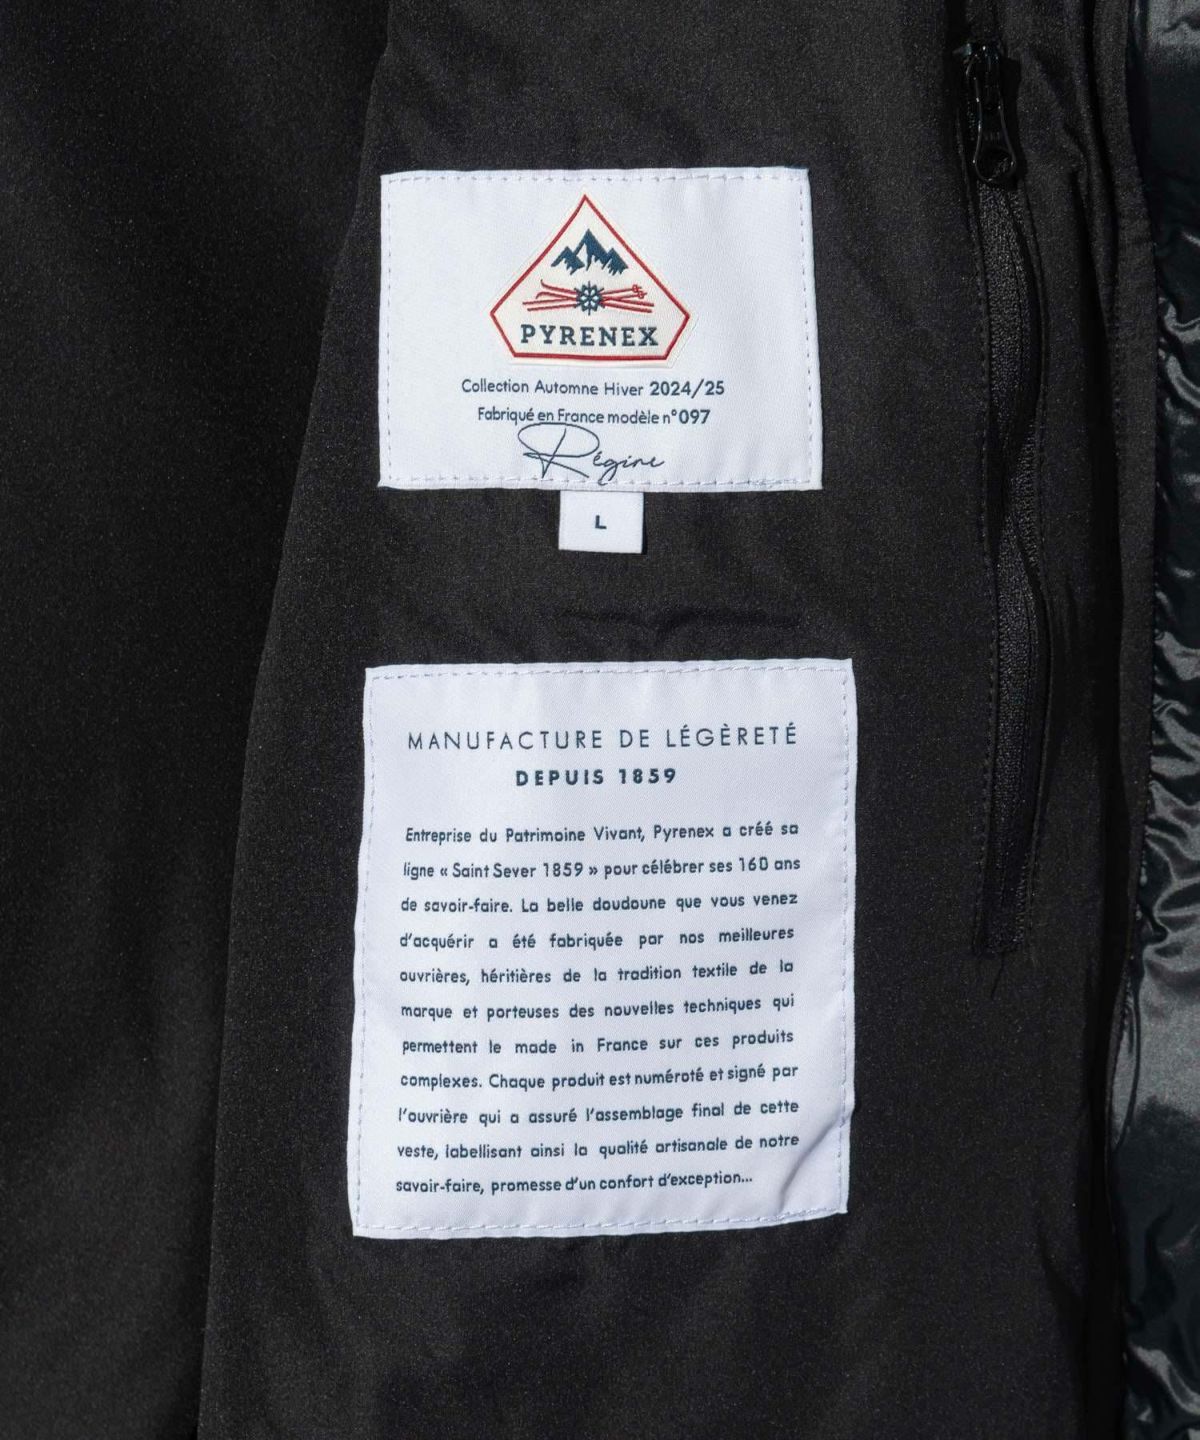 PYRENEX
Collection Automne Hiver 2024/25
Fabriqué en France modèle n°097
Régine
L
MANUFACTURE DE LÉGÈRETÉ
DEPUIS 1859
Entreprise du Patrimoine Vivant, Pyrenex a créé sa
ligne « Saint Sever 1859 » pour célébrer ses 160 ans
de savoir-faire. La belle doudoune que vous venez
d'acquérir a été fabriquée par nos meilleures
ouvrières, héritières de la tradition textile de la
marque et porteuses des nouvelles techniques qui
permettent le made in France sur ces produits
complexes. Chaque produit est numéroté et signé par
l'ouvrière qui a assuré l'assemblage final de cette
veste, labellisant ainsi la qualité artisanale de notre
savoir-faire, promesse d'un confort d'exception...